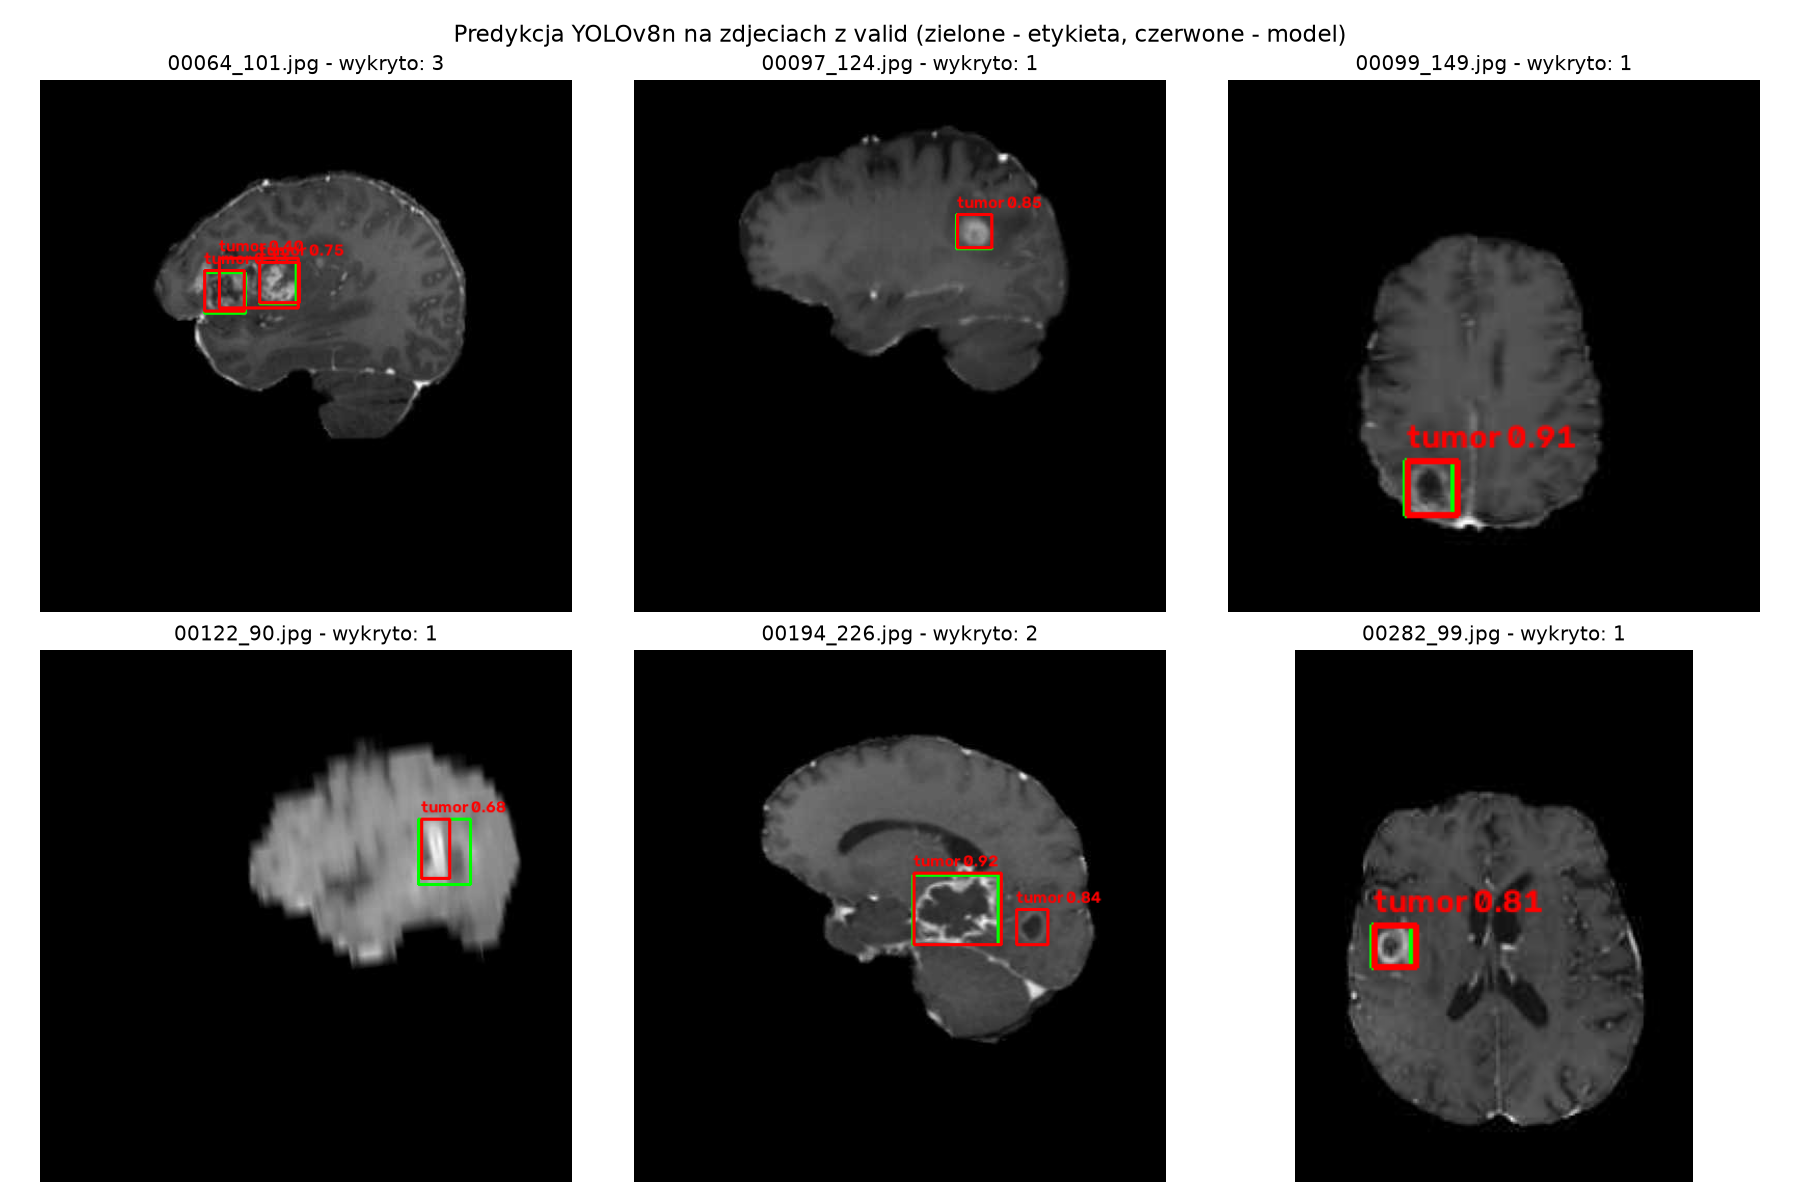 Predykcja YOLOv8n na zdjeciach z valid (zielone - etykieta, czerwone - model)
00064_101.jpg - wykryto: 3
00097_124.jpg - wykryto: 1
00099_149.jpg - wykryto: 1
tumor 0.40
0.75
tumor 0.85
tumor 0.91
00122_90.jpg - wykryto: 1
00194_226.jpg - wykryto: 2
00282_99.jpg - wykryto: 1
tumor 0.68
tumor 0.92
tumor 0.84
tumor 0.81